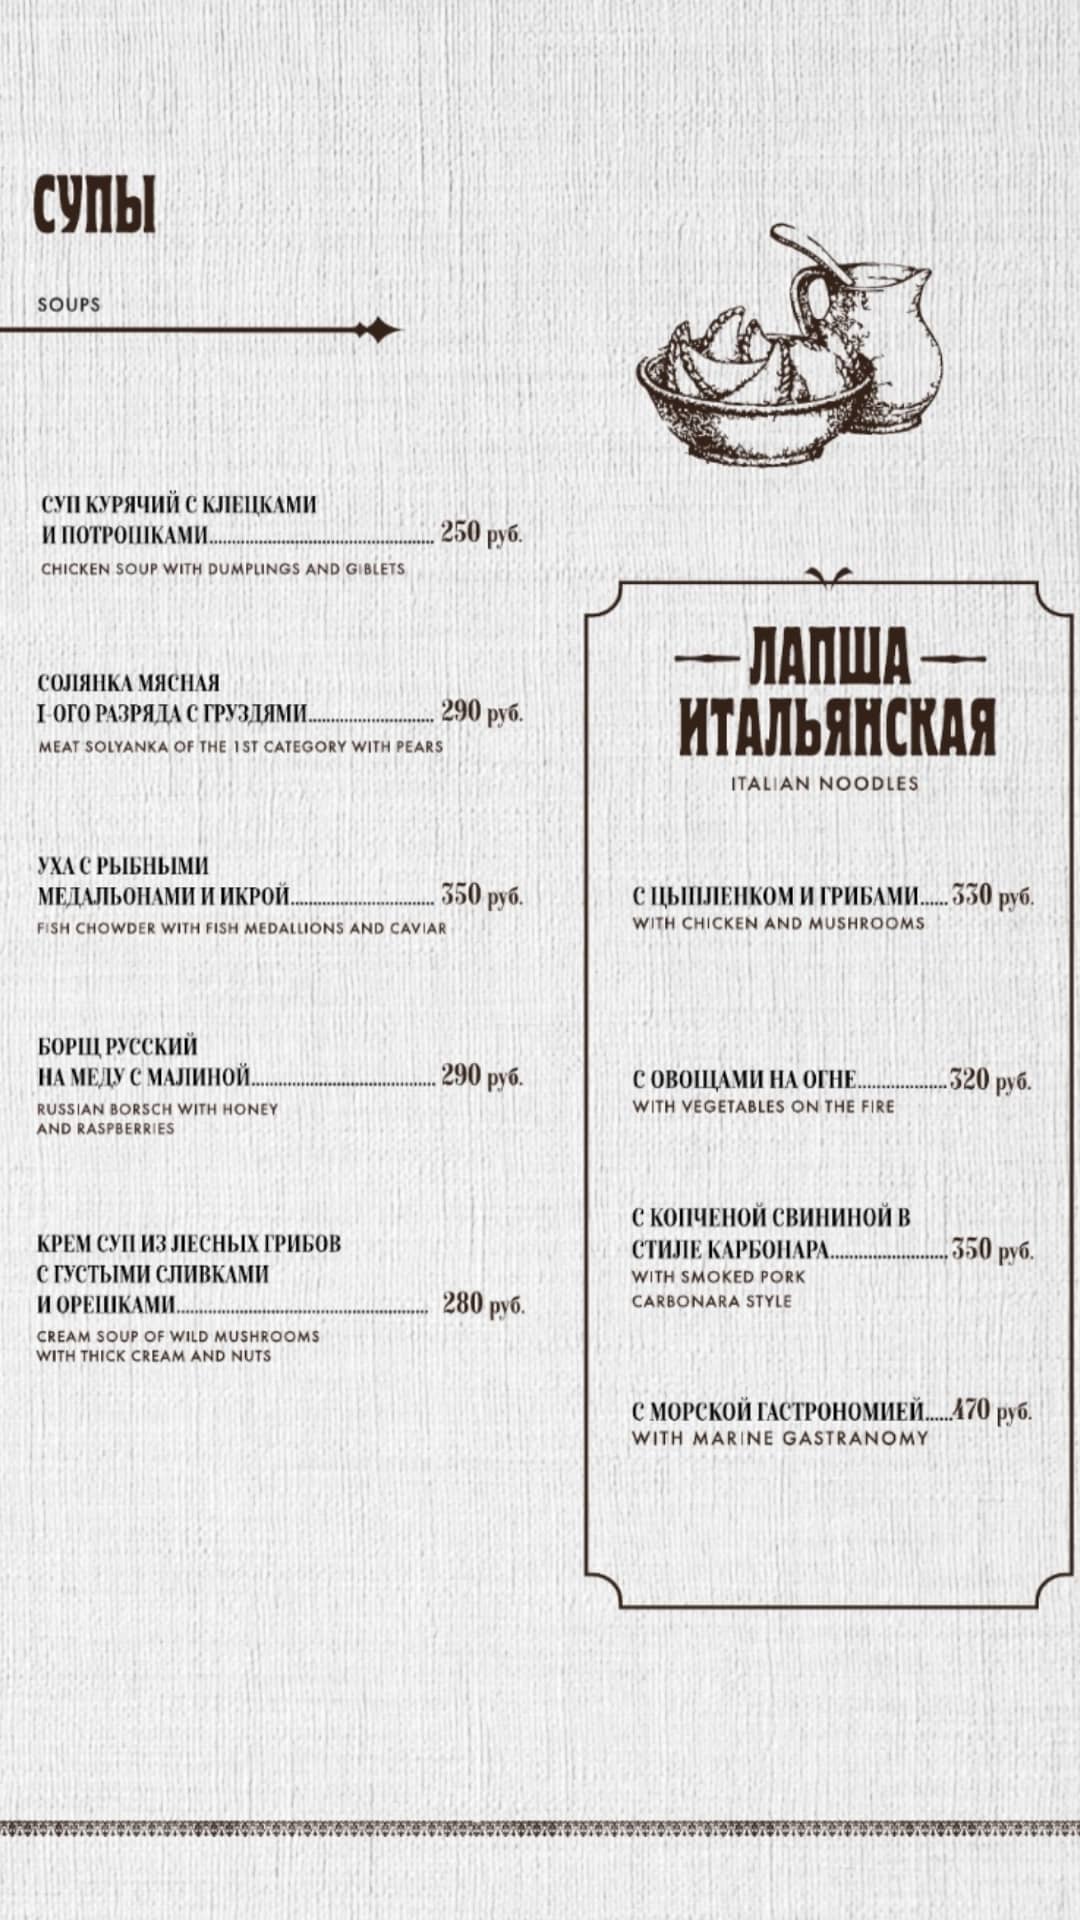 СУПЫ
SOUPS
СУП КУРЯЧИЙ С КЛЕЦКАМИ
И ПОТРОШКАМИ 250 руб.
CHICKEN SOUP WITH DUMPLINGS AND GIBLETS
СОЛЯНКА МЯСНАЯ
I-ОГО РАЗРЯДА С ГРУЗДЯМИ 290 руб.
MEAT SOLYANKA OF THE 1ST CATEGORY WITH PEARS
УХА С РЫБНЫМИ
МЕДАЛЬОНАМИ И ИКРОЙ 350 руб.
FISH CHOWDER WITH FISH MEDALLIONS AND CAVIAR
БОРЩ РУССКИЙ
НА МЕДУ С МАЛИНОЙ 290 руб.
RUSSIAN BORSCH WITH HONEY
AND RASPBERRIES
КРЕМ СУП ИЗ ЛЕСНЫХ ГРИБОВ
С ГУСТЫМИ СЛИВКАМИ
И ОРЕШКАМИ 280 руб.
CREAM SOUP OF WILD MUSHROOMS
WITH THICK CREAM AND NUTS
ЛАПША
ИТАЛЬЯНСКАЯ
ITALIAN NOODLES
С ЦЫПЛЕНКОМ И ГРИБАМИ 330 руб.
WITH CHICKEN AND MUSHROOMS
С ОВОЩАМИ НА ОГНЕ 320 руб.
WITH VEGETABLES ON THE FIRE
С КОПЧЕНОЙ СВИНИНОЙ В
СТИЛЕ КАРБОНАРА 350 руб.
WITH SMOKED PORK
CARBONARA STYLE
С МОРСКОЙ ГАСТРОНОМИЕЙ 470 руб.
WITH MARINE GASTRANOMY